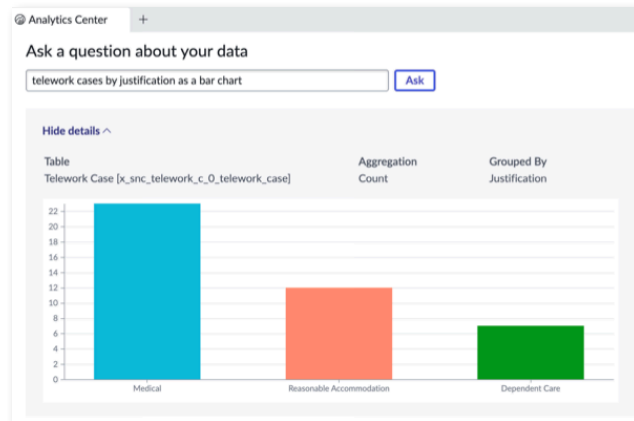 Analytics Center +
Ask a question about your data
telework cases by justification as a bar chart Ask
Hide details
Table Aggregation Grouped By
Telework Case [x_snc_telework_c_0_telework_case] Count Justification
22
20
18
16
14
12
10
8
6
4
2
0
Medical Reasonable Accommodation Dependent Care